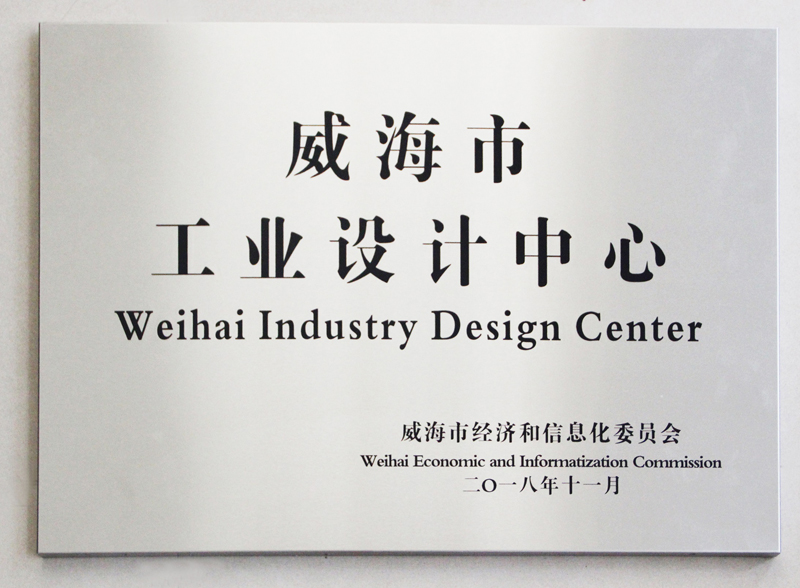 威海市
工业设计中心
Weihai Industry Design Center
威海市经济和信息化委员会
Weihai Economic and Informatization Commission
二〇一八年十一月